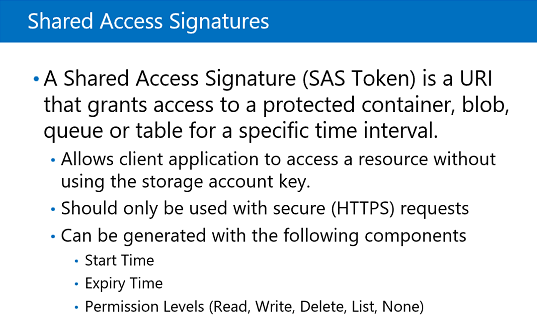 Shared Access Signatures
• A Shared Access Signature (SAS Token) is a URI
that grants access to a protected container, blob,
queue or table for a specific time interval.
• Allows client application to access a resource without
using the storage account key.
• Should only be used with secure (HTTPS) requests
• Can be generated with the following components
• Start Time
• Expiry Time
• Permission Levels (Read, Write, Delete, List, None)